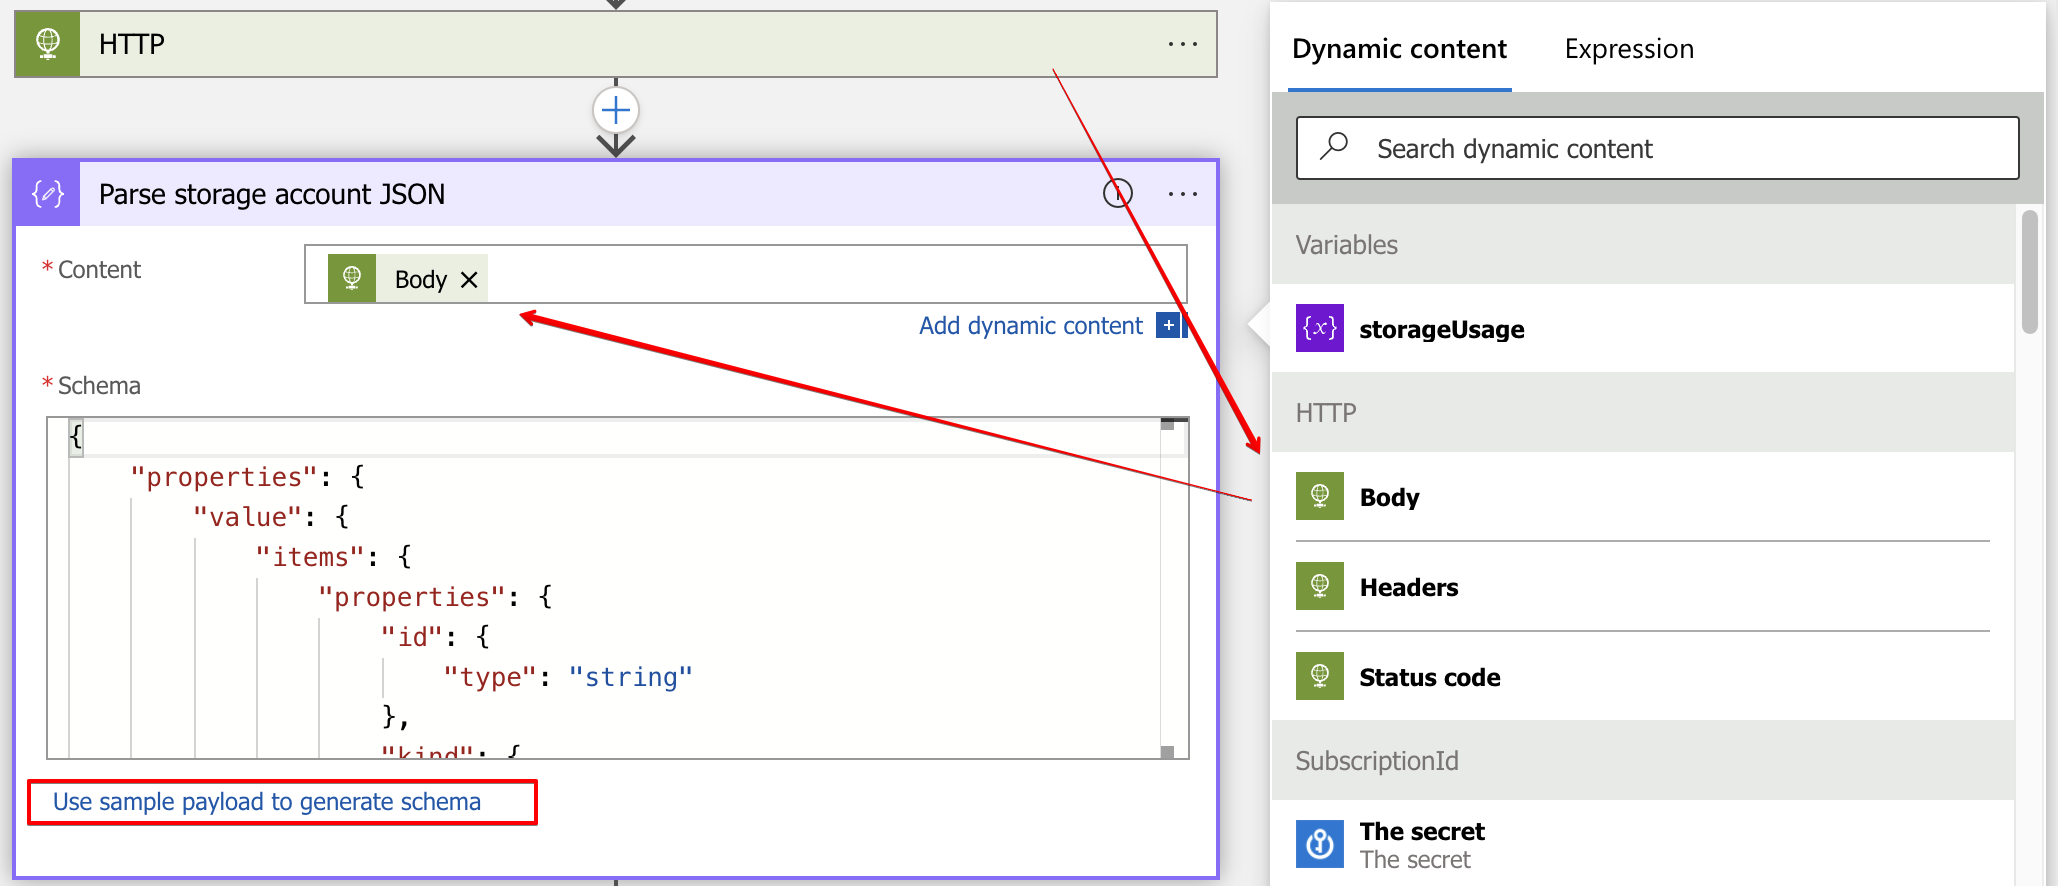 HTTP
Parse storage account JSON
* Content
Body
Add dynamic content
* Schema
{
"properties": {
"value": {
"items": {
"properties": {
"id": {
"type": "string"
},
"kind": {
Use sample payload to generate schema
Dynamic content Expression
Search dynamic content
Variables
{x} storageUsage
HTTP
Body
Headers
Status code
SubscriptionId
The secret
The secret